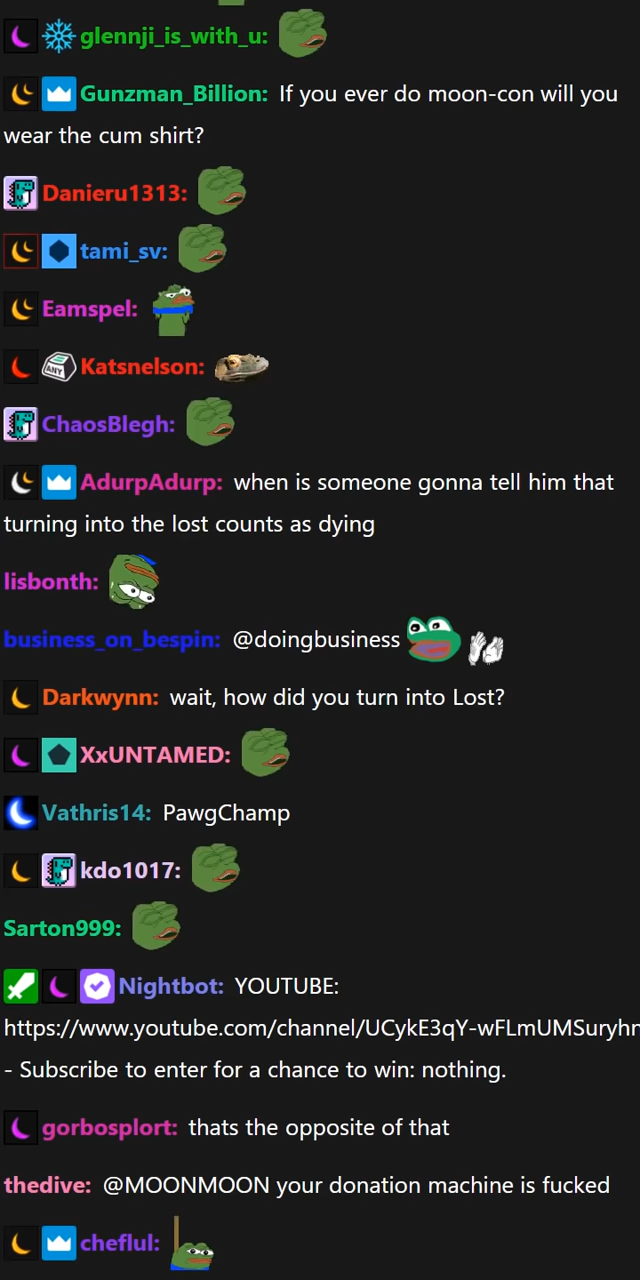 glennji_is_with_u:
Gunzman_Billion: If you ever do moon-con will you
wear the cum shirt?
Danieru1313:
tami_sv:
Eamspel:
ANY Katsnelson:
ChaosBlegh:
AdurpAdurp: when is someone gonna tell him that
turning into the lost counts as dying
lisbonth:
business_on_bespin: @doingbusiness
Darkwynn: wait, how did you turn into Lost?
XxUNTAMED:
Vathris14: PawgChamp
kdo1017:
Sarton999:
Nightbot: YOUTUBE:
https://www.youtube.com/channel/UCykE3qY-wFLmUMSuryhr
- Subscribe to enter for a chance to win: nothing.
gorbosplort: thats the opposite of that
thedive: @MOONMOON your donation machine is fucked
cheflul: